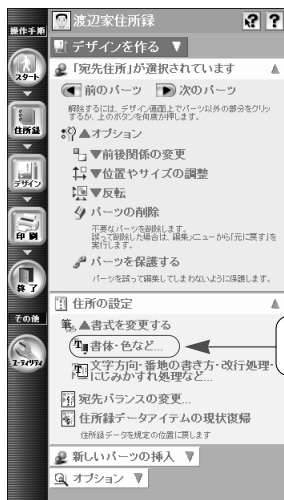 操作手順
渡辺家住所録
? ?
デザインを作る ▼
スタート
「宛先住所」が選択されています ▲
前のパーツ 次のパーツ
解除するには、デザイン画面上でパーツ以外の部分をクリッ
クするか、上のボタンを何度か押します。
住所録
▲オプション
▼前後関係の変更
▼位置やサイズの調整
デザイン
▼反転
パーツの削除
不要なパーツを削除します。
誤って削除した場合は、編集メニューから「元に戻す」を
実行します。
印刷
パーツを保護する
パーツを誤って編集してしまわないように保護します。
終了
住所の設定 ▲
その他
▲書式を変更する
書体・色など...
ユーティリティ
文字方向・番地の書き方・改行処理・
にじみかすれ処理など...
宛先バランスの変更...
住所録データアイテムの現状復帰
住所録データを規定の位置に戻します
新しいパーツの挿入 ▼
オプション ▼